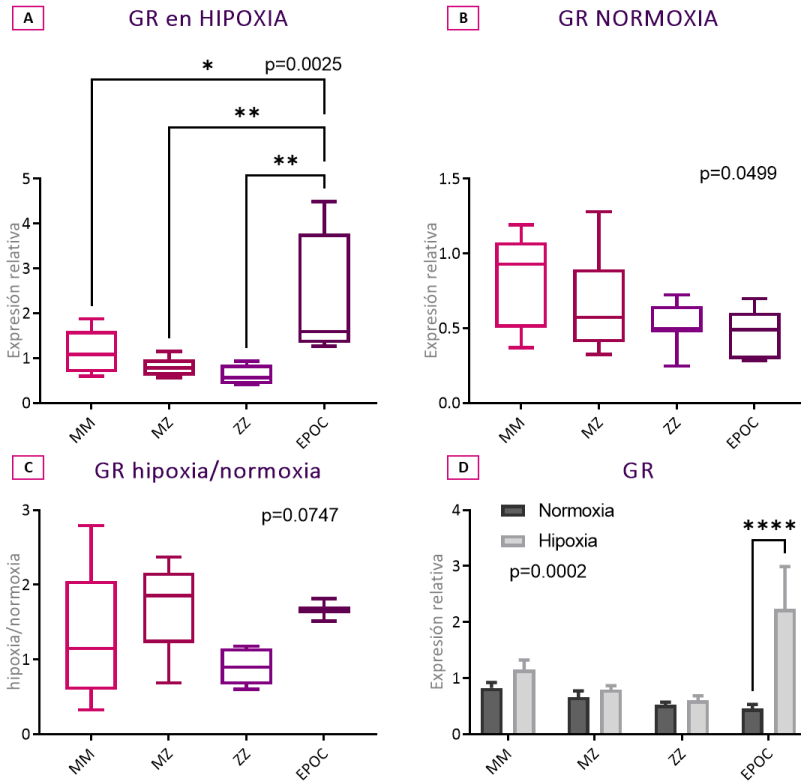 A
GR en HIPOXIA
*
p=0.0025
**
**
Expresión relativa
5
4
3
2
1
0
MM
MZ
ZZ
EPOC
B
GR NORMOXIA
p=0.0499
Expresión relativa
1.5
1.0
0.5
0.0
MM
MZ
ZZ
EPOC
C
GR hipoxia/normoxia
p=0.0747
hipoxia/normoxia
3
2
1
0
MM
MZ
ZZ
EPOC
D
GR
Normoxia
Hipoxia
p=0.0002
****
Expresión relativa
4
3
2
1
0
MM
MZ
ZZ
EPOC